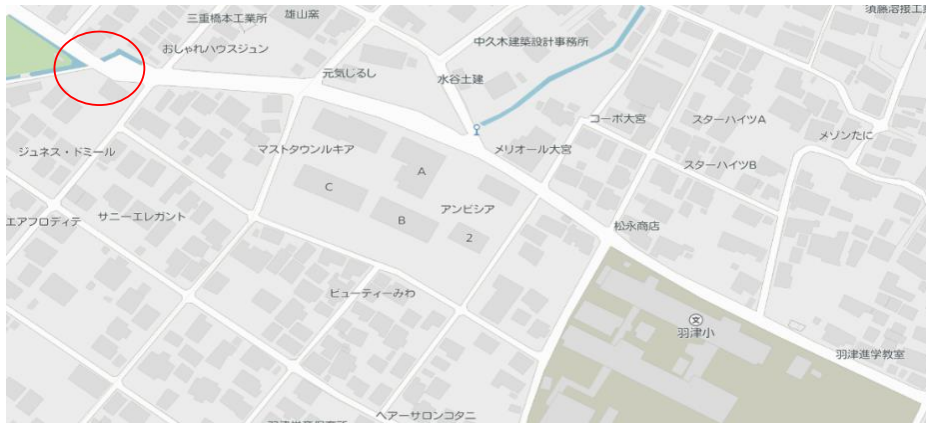 三重橋本工業所
雄山窯
須藤溶接工
おしゃれハウスジュン
中久木建築設計事務所
元気じるし
水谷土建
コーポ大宮
スターハイツA
メゾンたに
ジュネス・ドミール
マストタウンルキア
メリオール大宮
A
スターハイツB
C
エアフロディテ
サニーエレガント
アンビシア
B
2
松永商店
ビューティーみわ
文
羽津小
羽津進学教室
ヘアーサロンコタニ